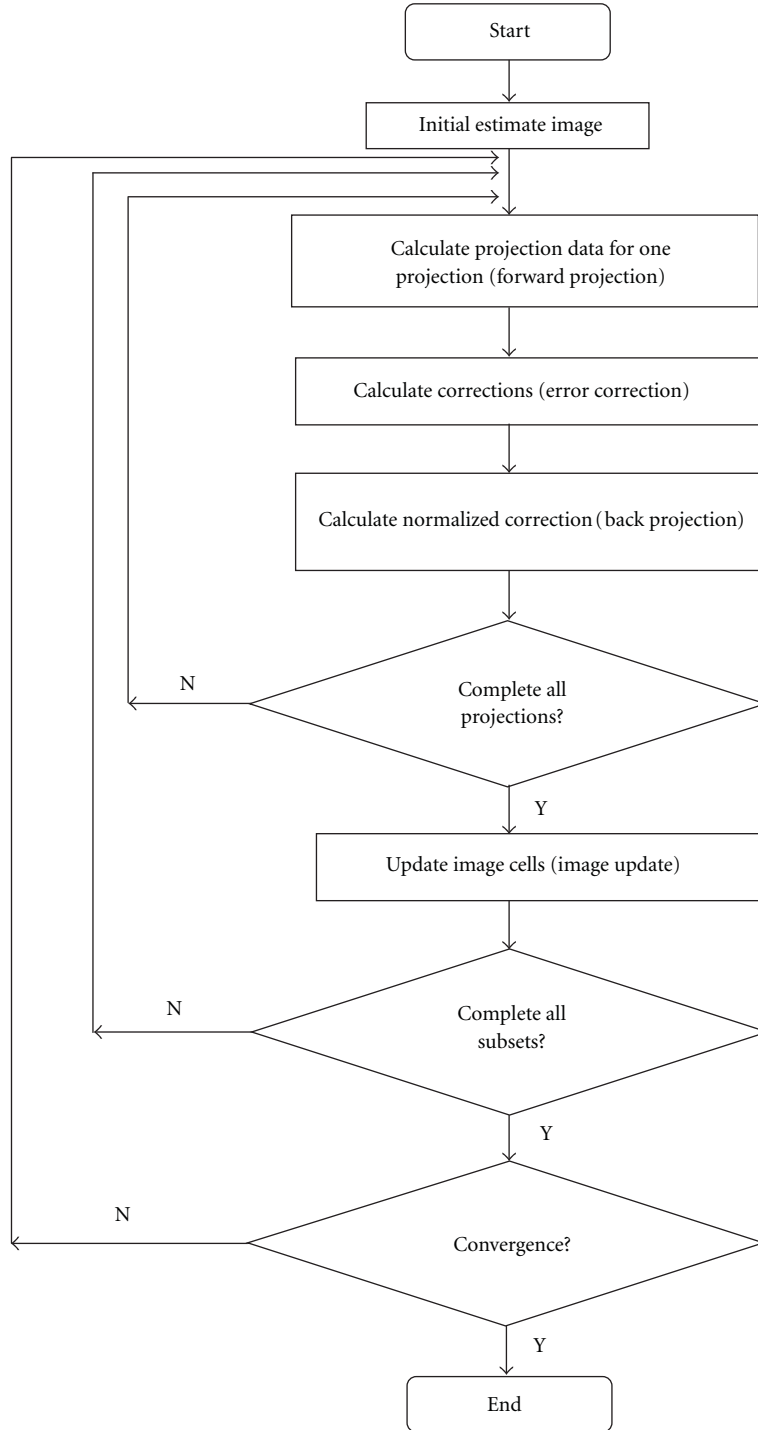 Start
Initial estimate image
Calculate projection data for one
projection (forward projection)
Calculate corrections (error correction)
Calculate normalized correction (back projection)
N
Complete all
projections?
Y
Update image cells (image update)
N
Complete all
subsets?
Y
N
Convergence?
Y
End